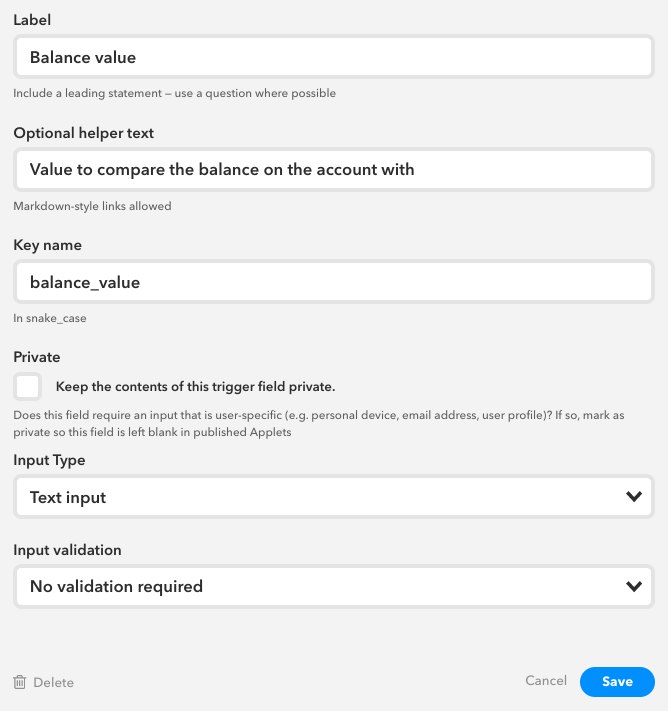 Label
Balance value
Include a leading statement – use a question where possible
Optional helper text
Value to compare the balance on the account with
Markdown-style links allowed
Key name
balance_value
In snake_case
Private
Keep the contents of this trigger field private.
Does this field require an input that is user-specific (e.g. personal device, email address, user profile)? If so, mark as
private so this field is left blank in published Applets
Input Type
Text input
Input validation
No validation required
Delete
Cancel
Save